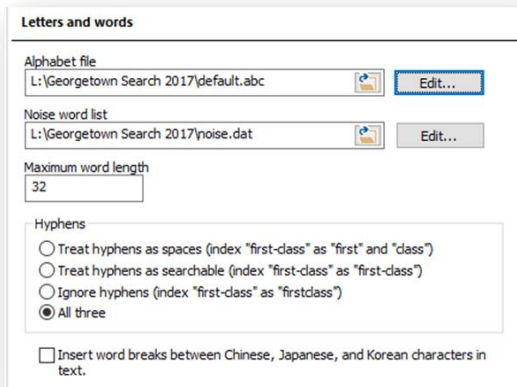 Letters and words
Alphabet file
L:\Georgetown Search 2017\default.abc
Edit...
Noise word list
L:\Georgetown Search 2017\noise.dat
Edit...
Maximum word length
32
Hyphens
Treat hyphens as spaces (index "first-class" as "first" and "class")
Treat hyphens as searchable (index "first-class" as "first-class")
Ignore hyphens (index "first-class" as "firstclass")
All three
Insert word breaks between Chinese, Japanese, and Korean characters in
text.